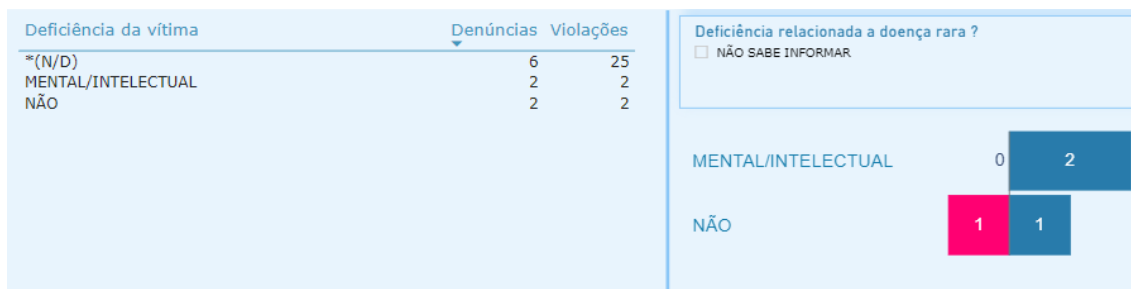 Deficiência da vítima Denúncias Violações
*(N/D) 6 25
MENTAL/INTELECTUAL 2 2
NÃO 2 2
Deficiência relacionada a doença rara ?
NÃO SABE INFORMAR
MENTAL/INTELECTUAL 0 2
NÃO 1 1